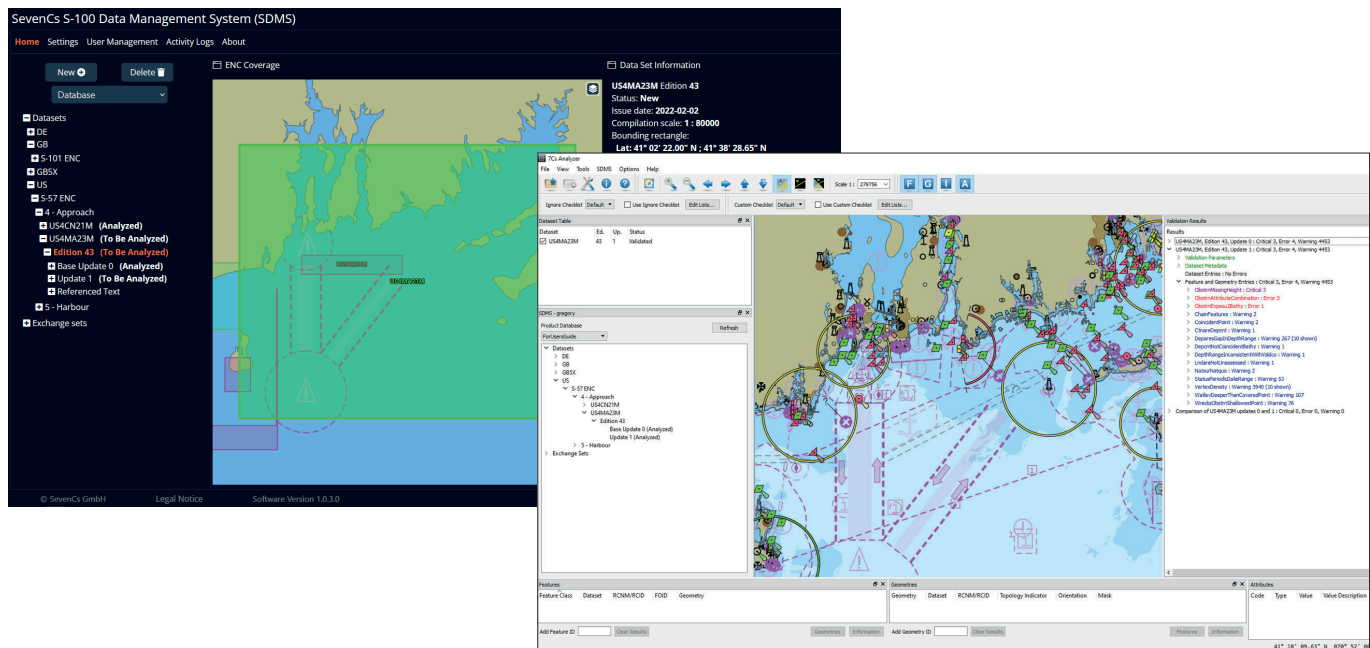 SevenCs S-100 Data Management System (SDMS)
Home Settings User Management Activity Logs About
New
Delete
Database
Datasets
DE
GB
S-101 ENC
GB5X
US
S-57 ENC
4 - Approach
US4CN21M (Analyzed)
US4MA23M (To Be Analyzed)
Edition 43 (To Be Analyzed)
Base Update 0 (Analyzed)
Update 1 (To Be Analyzed)
Referenced Text
5 - Harbour
Exchange sets
ENC Coverage
US4MA23M
Data Set Information
US4MA23M Edition 43
Status: New
Issue date: 2022-02-02
Compilation scale: 1 : 80000
Bounding rectangle:
Lat: 41° 02' 22.00" N ; 41° 38' 28.65" N
© SevenCs GmbH
Legal Notice
Software Version 1.0.3.0
7Cs Analyzer
File View Tools SDMS Options Help
Scale 1: 279756
F G I A
Ignore Checklist Default Use Ignore Checklist Edit Lists... Custom Checklist Default Use Custom Checklist Edit Lists...
Dataset Table
Dataset Ed. Up. Status
US4MA23M 43 1 Validated
SDMS - gregory
Product Database
ForUsersGuide
Refresh
Datasets
DE
GB
GB5X
US
S-57 ENC
4 - Approach
US4CN21M
US4MA23M
Edition 43
Base Update 0 (Analyzed)
Update 1 (Analyzed)
5 - Harbour
Exchange Sets
Validation Results
Results
US4MA23M, Edition 43, Update 0 : Critical 3, Error 4, Warning 4453
US4MA23M, Edition 43, Update 1 : Critical 3, Error 4, Warning 4453
Validation Parameters
Dataset Metadata
Dataset Entries : No Errors
Feature and Geometry Entries : Critical 3, Error 4, Warning 4453
ObstrnMissingHeight : Critical 3
ObstrnAttributeCombination : Error 3
ChainFeatures : Warning 2
CoincidentPoint : Warning 2
CtnareDepcnt : Warning 1
DeparesGapInDepthRange : Warning 267 (10 shown)
DepcntNotCoincidentBathy : Warning 1
DepthRangeInconsistentWithValdco : Warning 1
LndareNotUnassessed : Warning 1
NatsurNatqua : Warning 2
StatusPeriodicDateRange : Warning 53
VertexDensity : Warning 3940 (10 shown)
WatlevDeeperThanCoveredPoint : Warning 107
WrecksObstrnShallowestPoint : Warning 76
Comparison of US4MA23M updates 0 and 1 : Critical 0, Error 0, Warning 0
Features
Feature Class Dataset RCNM/RCID FOID Geometry
Add Feature ID Clear Results Geometries Information
Geometries
Geometry Dataset RCNM/RCID Topology Indicator Orientation Mask
Add Geometry ID Clear Results Features Information
Attributes
Code Type Value Value Description